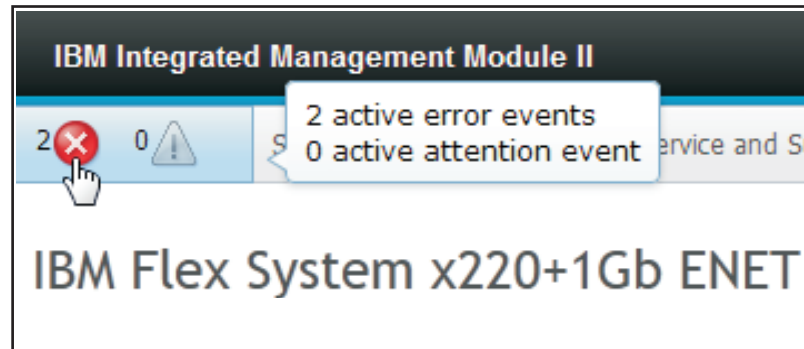 IBM Integrated Management Module II
2 active error events
2 0 0 active attention event ervice and S
IBM Flex System x220+1Gb ENET